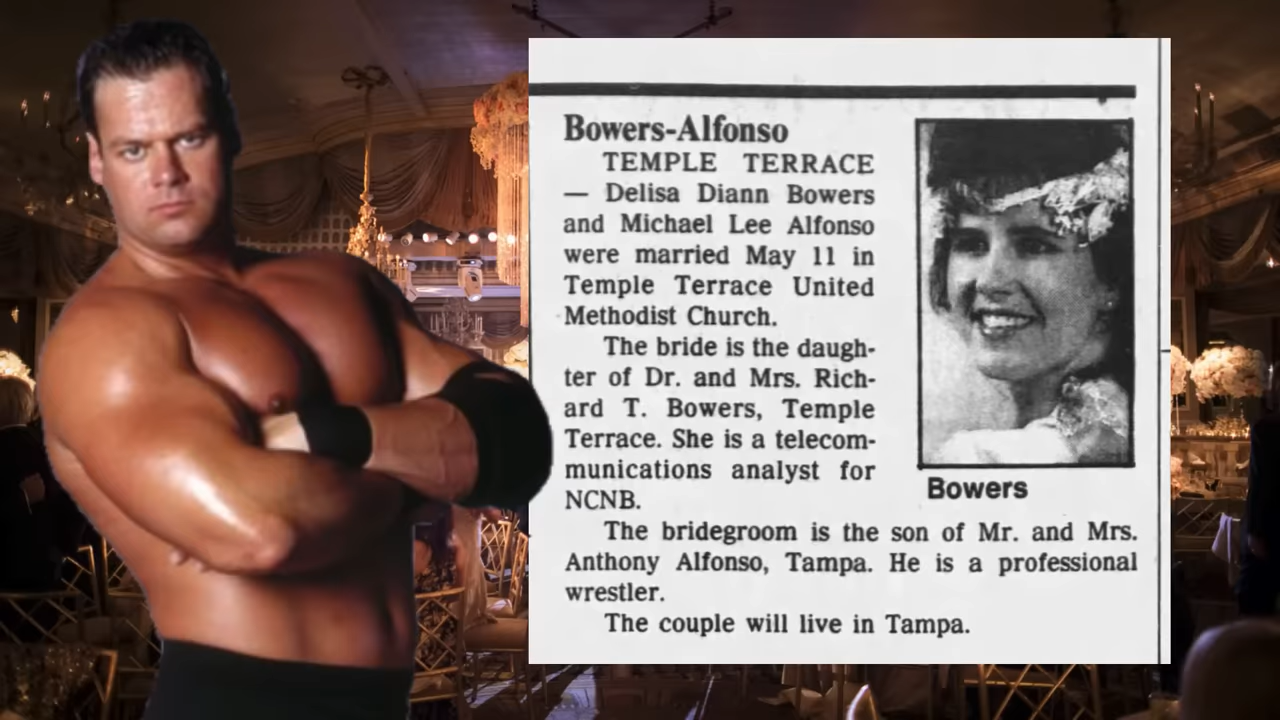 Bowers-Alfonso
TEMPLE TERRACE
— Delisa Diann Bowers
and Michael Lee Alfonso
were married May 11 in
Temple Terrace United
Methodist Church.
The bride is the daugh-
ter of Dr. and Mrs. Rich-
ard T. Bowers, Temple
Terrace. She is a telecom-
munications analyst for
NCNB.
Bowers
The bridegroom is the son of Mr. and Mrs.
Anthony Alfonso, Tampa. He is a professional
wrestler.
The couple will live in Tampa.